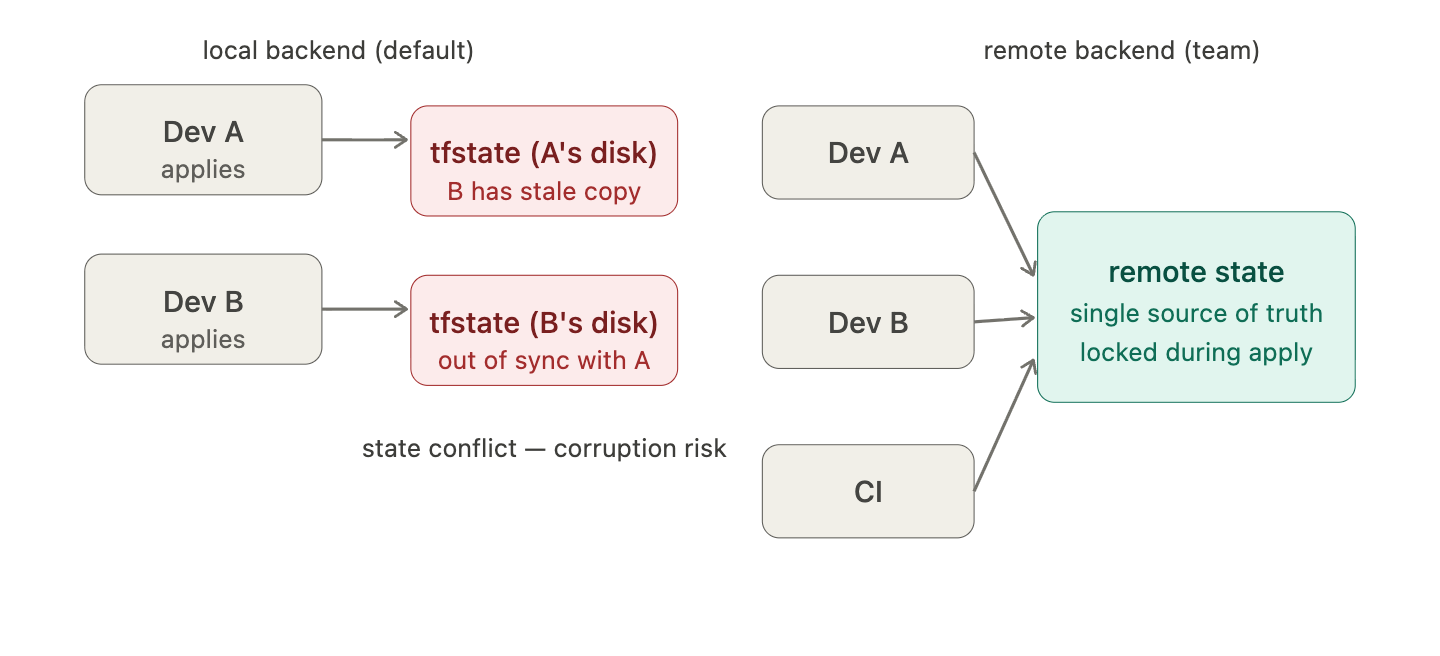 local backend (default)
Dev A
applies
tfstate (A's disk)
B has stale copy
Dev B
applies
tfstate (B's disk)
out of sync with A
state conflict — corruption risk
remote backend (team)
Dev A
Dev B
CI
remote state
single source of truth
locked during apply